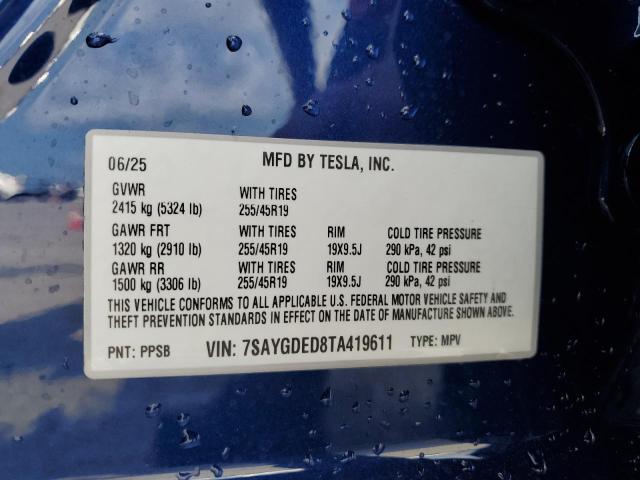 06/25 MFD BY TESLA, INC.
GVWR WITH TIRES
2415 kg (5324 lb) 255/45R19
GAWR FRT WITH TIRES RIM COLD TIRE PRESSURE
1320 kg (2910 lb) 255/45R19 19X9.5J 290 kPa, 42 psi
GAWR RR WITH TIRES RIM COLD TIRE PRESSURE
1500 kg (3306 lb) 255/45R19 19X9.5J 290 kPa, 42 psi
THIS VEHICLE CONFORMS TO ALL APPLICABLE U.S. FEDERAL MOTOR VEHICLE SAFETY AND
THEFT PREVENTION STANDARDS IN EFFECT ON THE DATE OF MANUFACTURE SHOWN ABOVE.
PNT: PPSB VIN: 7SAYGDED8TA419611 TYPE: MPV